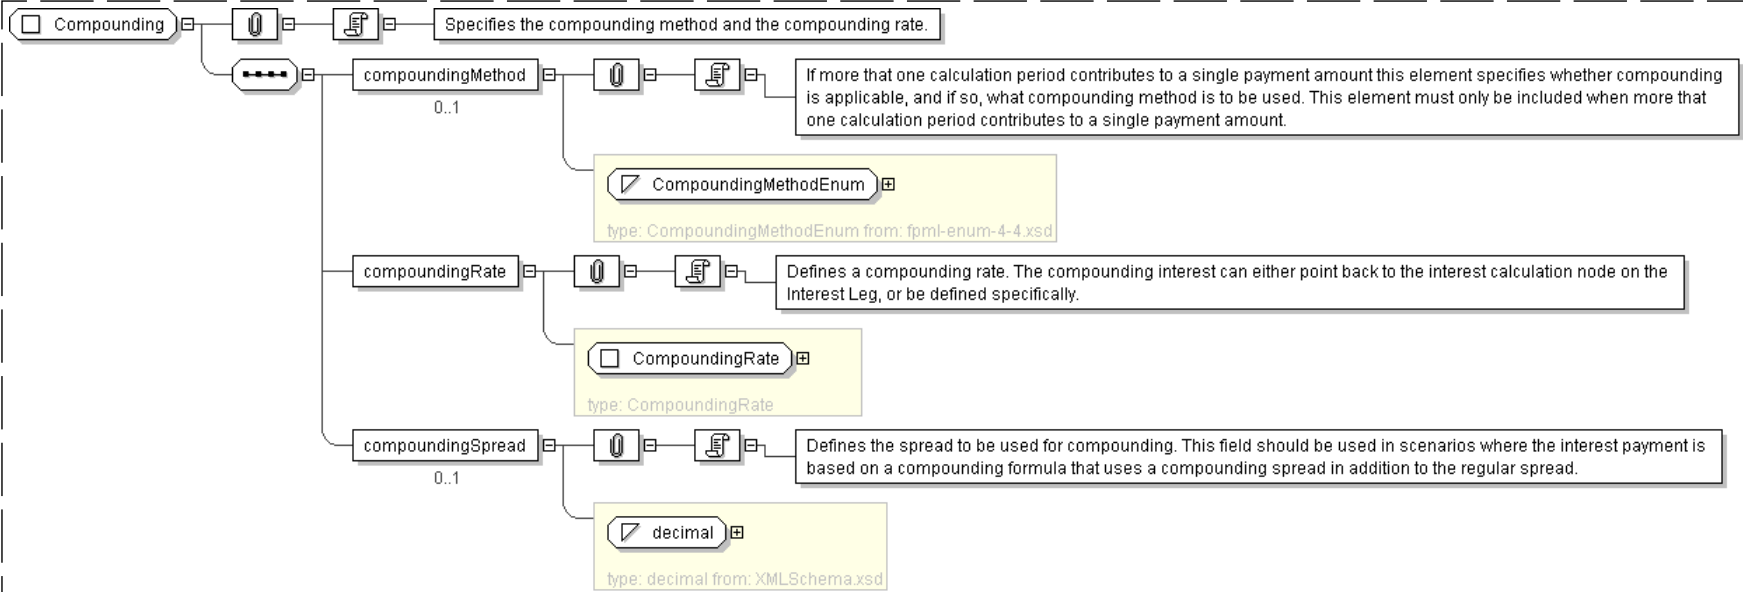 Compounding
Specifies the compounding method and the compounding rate.
compoundingMethod
0..1
If more that one calculation period contributes to a single payment amount this element specifies whether compounding
is applicable, and if so, what compounding method is to be used. This element must only be included when more that
one calculation period contributes to a single payment amount.
CompoundingMethodEnum
type: CompoundingMethodEnum from: fpml-enum-4-4.xsd
compoundingRate
Defines a compounding rate. The compounding interest can either point back to the interest calculation node on the
Interest Leg, or be defined specifically.
CompoundingRate
type: CompoundingRate
compoundingSpread
0..1
Defines the spread to be used for compounding. This field should be used in scenarios where the interest payment is
based on a compounding formula that uses a compounding spread in addition to the regular spread.
decimal
type: decimal from: XMLSchema.xsd